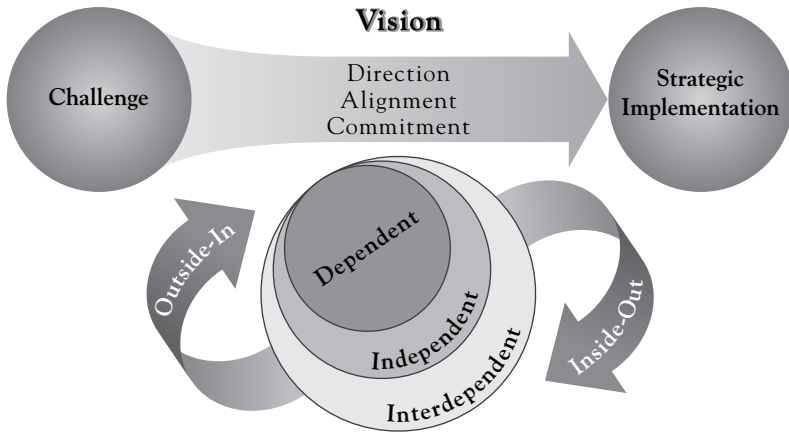 Vision
Challenge
Direction
Alignment
Commitment
Strategic
Implementation
Outside-In
Dependent
Independent
Interdependent
Inside-Out